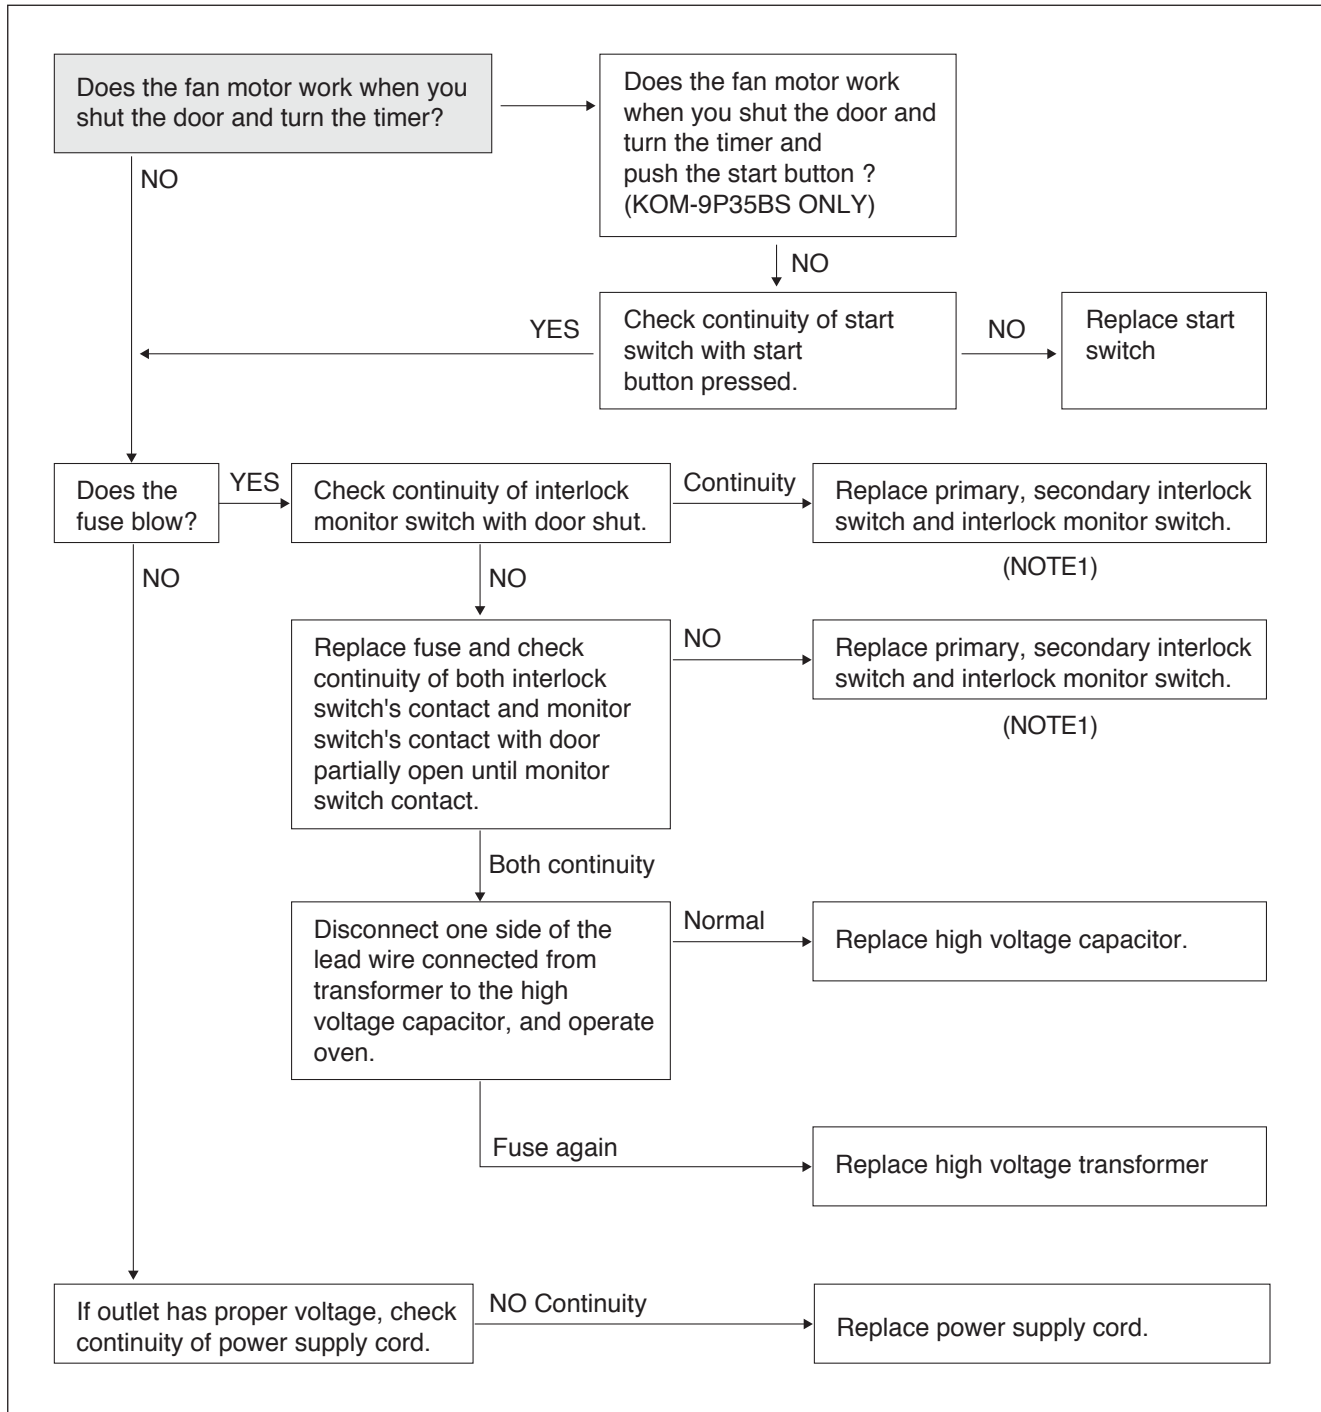 Does the fan motor work when you
shut the door and turn the timer?
Does the fan motor work
when you shut the door and
turn the timer and
push the start button ?
(KOM-9P35BS ONLY)
NO
NO
YES
Check continuity of start
switch with start
button pressed.
NO
Replace start
switch
Does the
fuse blow?
YES
Check continuity of interlock
monitor switch with door shut.
Continuity
Replace primary, secondary interlock
switch and interlock monitor switch.
(NOTE1)
NO
NO
Replace fuse and check
continuity of both interlock
switch's contact and monitor
switch's contact with door
partially open until monitor
switch contact.
NO
Replace primary, secondary interlock
switch and interlock monitor switch.
(NOTE1)
Both continuity
Disconnect one side of the
lead wire connected from
transformer to the high
voltage capacitor, and operate
oven.
Normal
Replace high voltage capacitor.
Fuse again
Replace high voltage transformer
If outlet has proper voltage, check
continuity of power supply cord.
NO Continuity
Replace power supply cord.